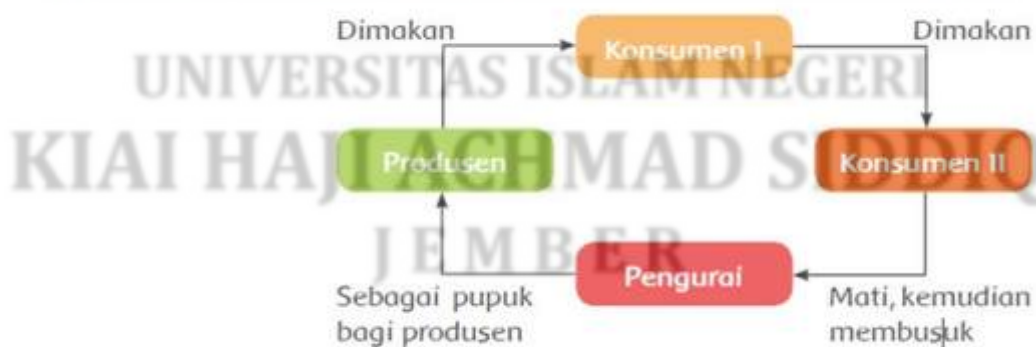 Dimakan
Konsumen I
Dimakan
UNIVERSITAS ISLAM NEGERI
Produsen
Konsumen II
KIAI HAJI ACHMAD SIDDIQ
JEMBER
Pengurai
Sebagai pupuk
bagi produsen
Mati, kemudian
membusuk